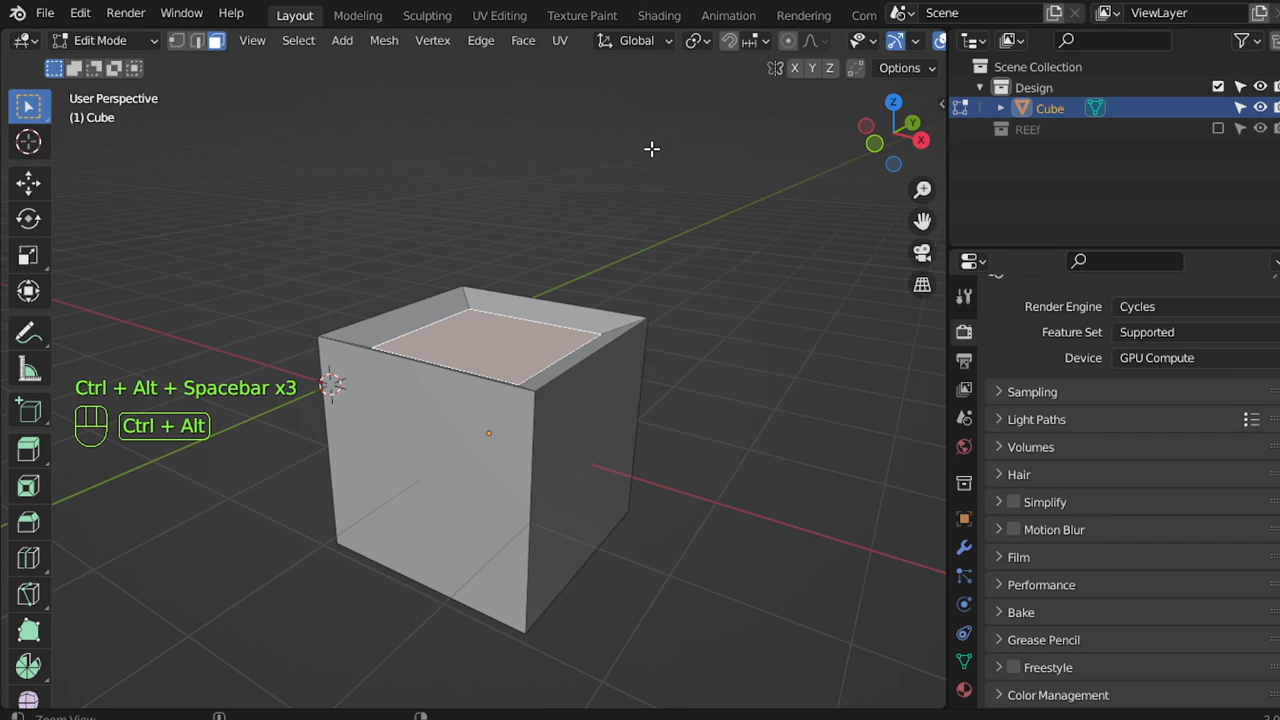 File Edit Render Window Help Layout Modeling Sculpting UV Editing Texture Paint Shading Animation Rendering Com Scene ViewLayer
Edit Mode View Select Add Mesh Vertex Edge Face UV Global
X Y Z Options
User Perspective
(1) Cube
Z
Y
X
Scene Collection
Design
Cube
REEf
Render Engine Cycles
Feature Set Supported
Device GPU Compute
Sampling
Light Paths
Volumes
Hair
Simplify
Motion Blur
Film
Performance
Bake
Grease Pencil
Freestyle
Color Management
Ctrl + Alt + Spacebar x3
Ctrl + Alt